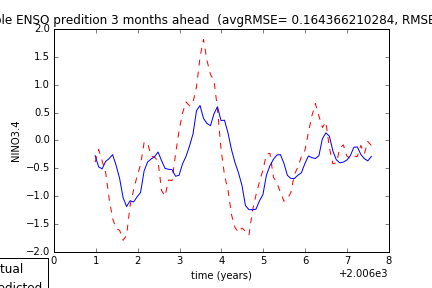 ple ENSO predition 3 months ahead (avgRMSE= 0.164366210284, RMSE
2.0
1.5
1.0
0.5
0.0
−0.5
−1.0
−1.5
−2.0
NINO3.4
0 1 2 3 4 5 6 7 8
time (years)
+2.006e3
tual
edicted